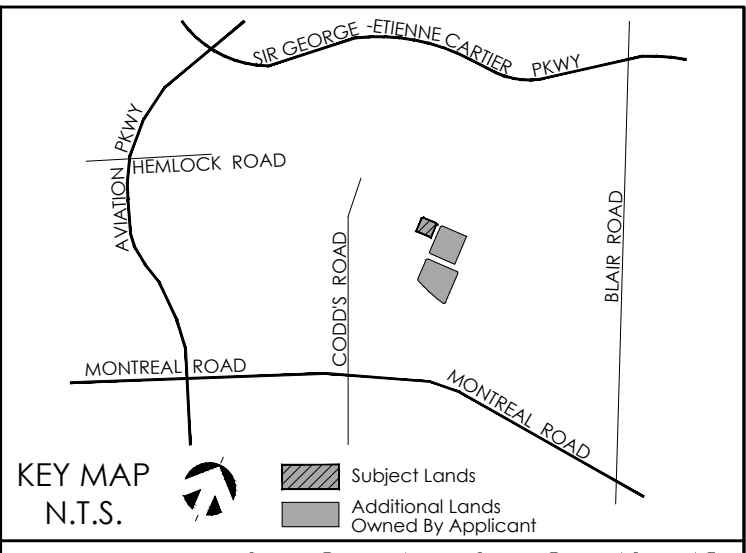 SIR GEORGE -ETIENNE CARTIER PKWY
AVIATION PKWY
HEMLOCK ROAD
CODD'S ROAD
BLAIR ROAD
MONTREAL ROAD
MONTREAL ROAD
KEY MAP
N.T.S.
Subject Lands
Additional Lands
Owned By Applicant